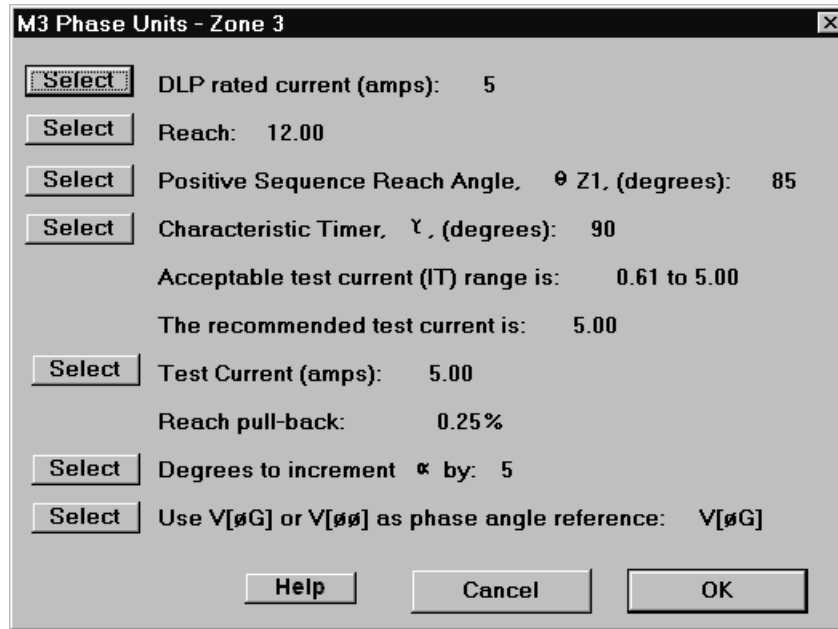 M3 Phase Units - Zone 3
Select DLP rated current (amps): 5
Select Reach: 12.00
Select Positive Sequence Reach Angle, θ Z1, (degrees): 85
Select Characteristic Timer, ϒ, (degrees): 90
Acceptable test current (IT) range is: 0.61 to 5.00
The recommended test current is: 5.00
Select Test Current (amps): 5.00
Reach pull-back: 0.25%
Select Degrees to increment ∝ by: 5
Select Use V[øG] or V[øø] as phase angle reference: V[øG]
Help Cancel OK